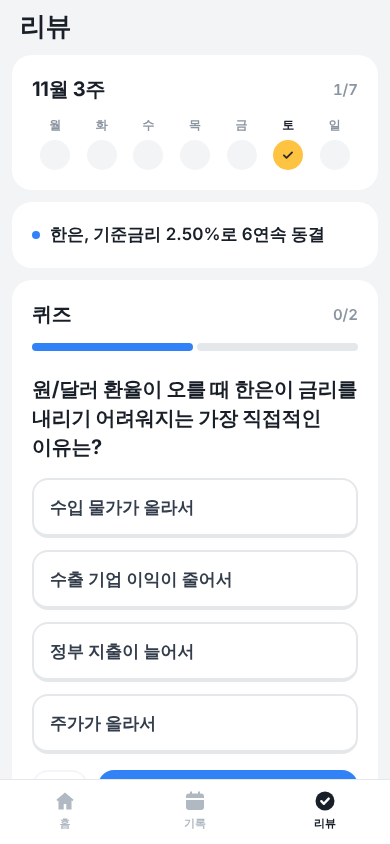 리뷰
11월 3주
1/7
월 화 수 목 금 토 일
한은, 기준금리 2.50%로 6연속 동결
퀴즈
0/2
원/달러 환율이 오를 때 한은이 금리를
내리기 어려워지는 가장 직접적인
이유는?
수입 물가가 올라서
수출 기업 이익이 줄어서
정부 지출이 늘어서
주가가 올라서
홈 기록 리뷰